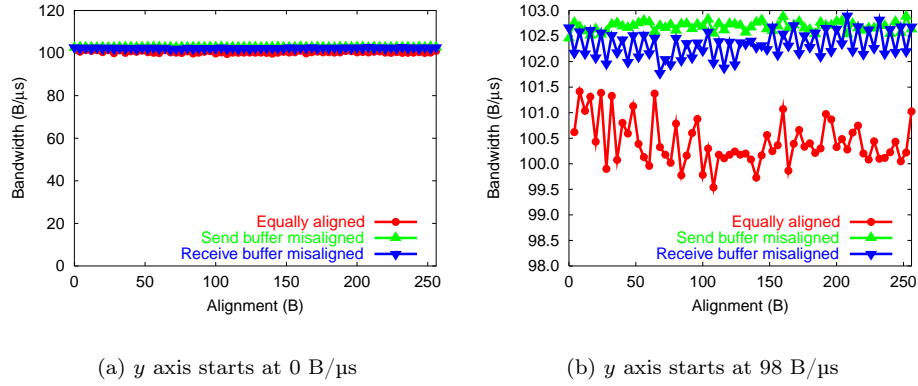 120
100
80
60
40
20
0
Bandwidth (B/µs)
0 50 100 150 200 250
Alignment (B)
Equally aligned
Send buffer misaligned
Receive buffer misaligned
(a) y axis starts at 0 B/µs
103.0
102.5
102.0
101.5
101.0
100.5
100.0
99.5
99.0
98.5
98.0
Bandwidth (B/µs)
0 50 100 150 200 250
Alignment (B)
Equally aligned
Send buffer misaligned
Receive buffer misaligned
(b) y axis starts at 98 B/µs